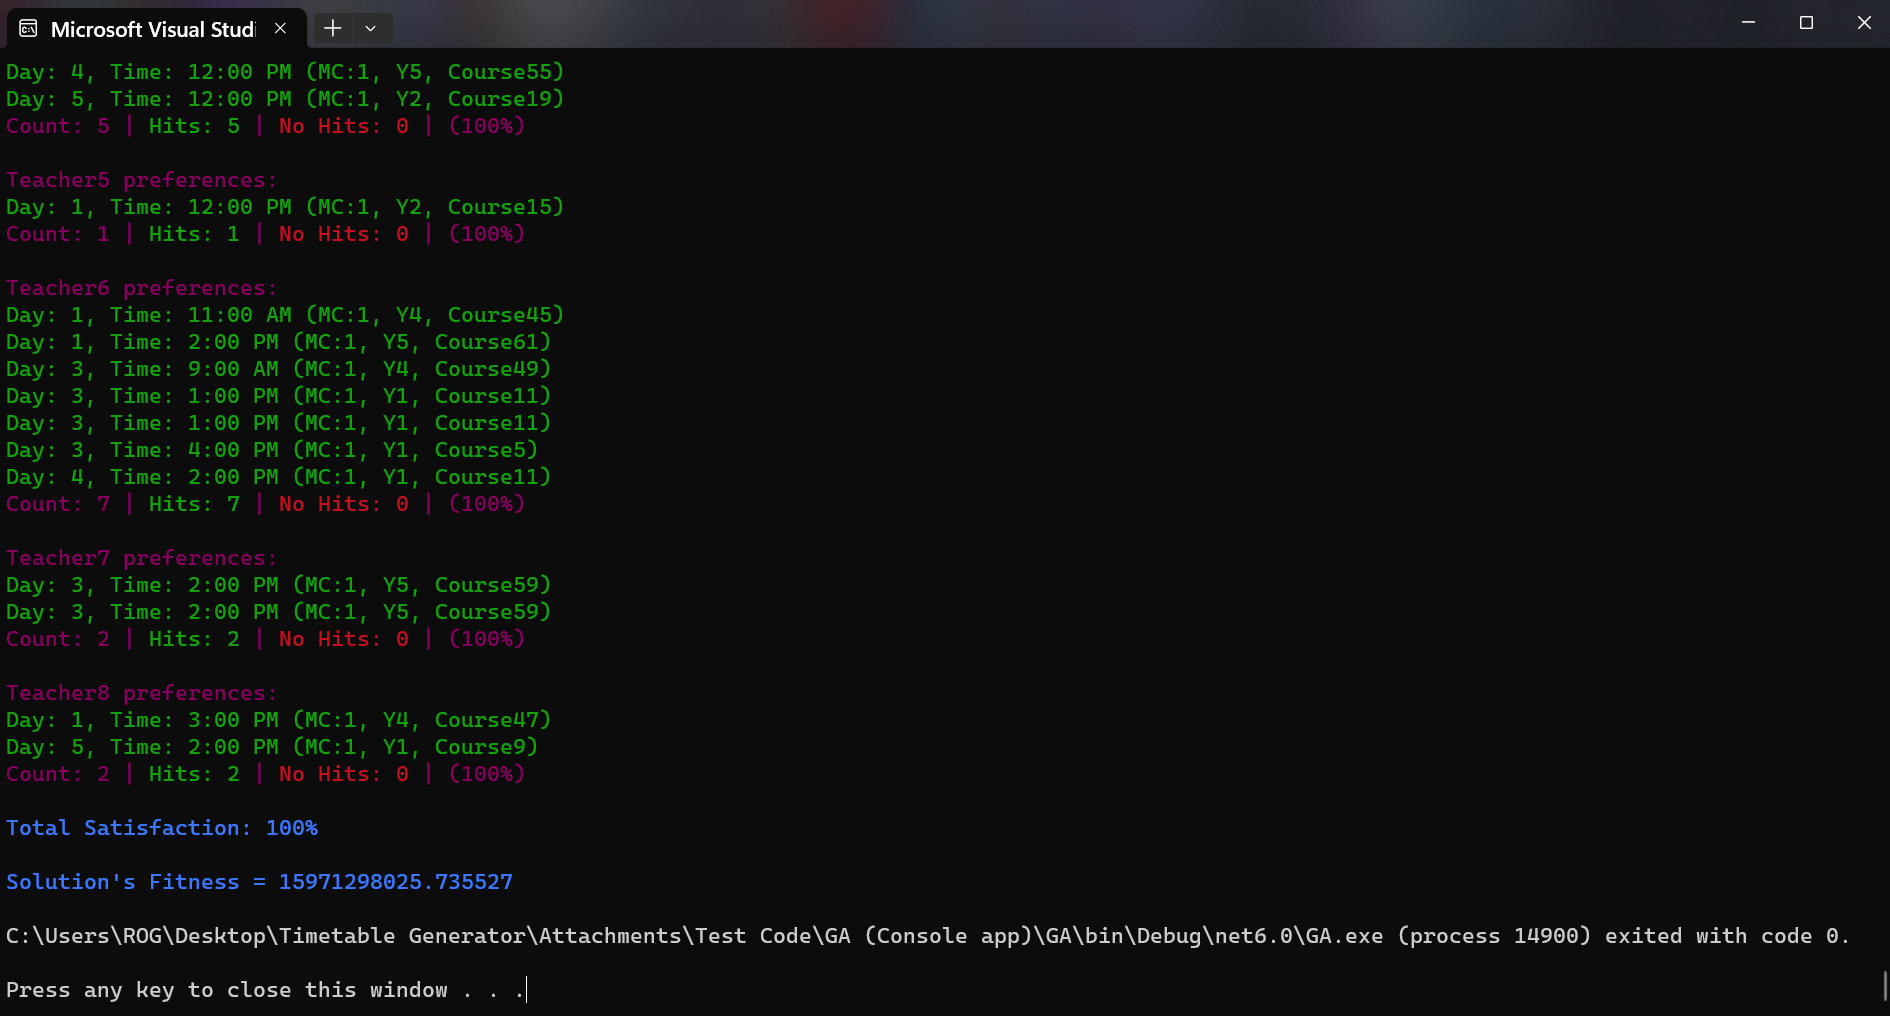 Microsoft Visual Studi
Day: 4, Time: 12:00 PM (MC:1, Y5, Course55)
Day: 5, Time: 12:00 PM (MC:1, Y2, Course19)
Count: 5 | Hits: 5 | No Hits: 0 | (100%)
Teacher5 preferences:
Day: 1, Time: 12:00 PM (MC:1, Y2, Course15)
Count: 1 | Hits: 1 | No Hits: 0 | (100%)
Teacher6 preferences:
Day: 1, Time: 11:00 AM (MC:1, Y4, Course45)
Day: 1, Time: 2:00 PM (MC:1, Y5, Course61)
Day: 3, Time: 9:00 AM (MC:1, Y4, Course49)
Day: 3, Time: 1:00 PM (MC:1, Y1, Course11)
Day: 3, Time: 1:00 PM (MC:1, Y1, Course11)
Day: 3, Time: 4:00 PM (MC:1, Y1, Course5)
Day: 4, Time: 2:00 PM (MC:1, Y1, Course11)
Count: 7 | Hits: 7 | No Hits: 0 | (100%)
Teacher7 preferences:
Day: 3, Time: 2:00 PM (MC:1, Y5, Course59)
Day: 3, Time: 2:00 PM (MC:1, Y5, Course59)
Count: 2 | Hits: 2 | No Hits: 0 | (100%)
Teacher8 preferences:
Day: 1, Time: 3:00 PM (MC:1, Y4, Course47)
Day: 5, Time: 2:00 PM (MC:1, Y1, Course9)
Count: 2 | Hits: 2 | No Hits: 0 | (100%)
Total Satisfaction: 100%
Solution's Fitness = 15971298025.735527
C:\Users\ROG\Desktop\Timetable Generator\Attachments\Test Code\GA (Console app)\GA\bin\Debug\net6.0\GA.exe (process 14900) exited with code 0.
Press any key to close this window . . .